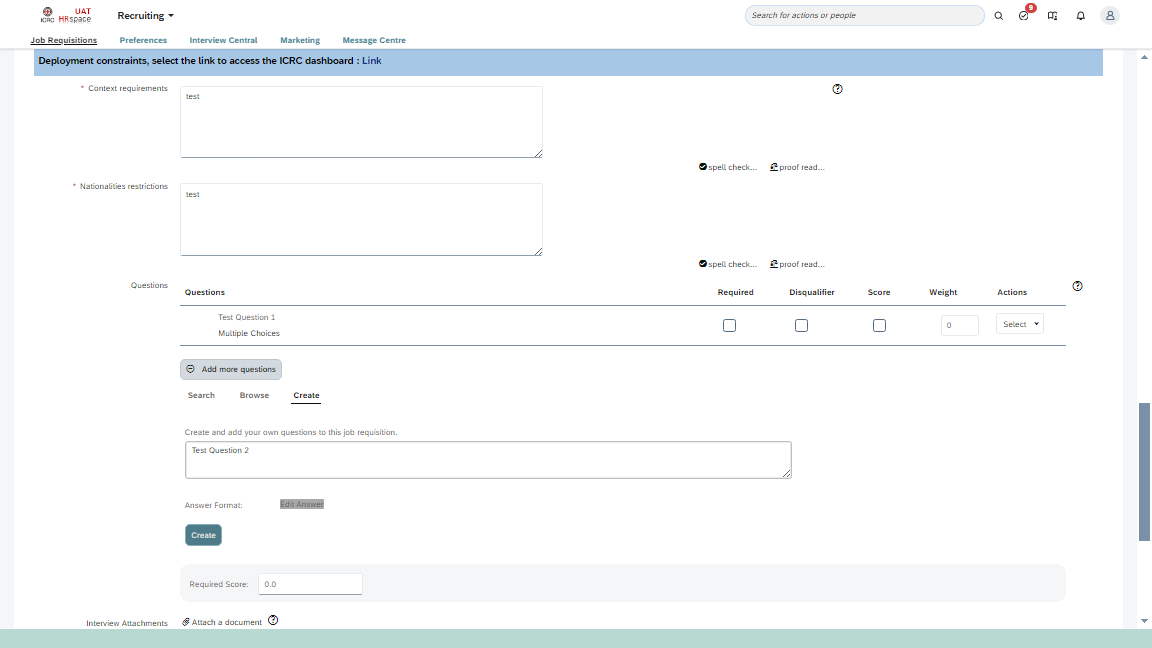 ICRC
UAT
HRspace
Recruiting
Search for actions or people
9
Job Requisitions
Preferences
Interview Central
Marketing
Message Centre
Deployment constraints, select the link to access the ICRC dashboard : Link
* Context requirements
test
spell check...
proof read...
* Nationalities restrictions
test
spell check...
proof read...
Questions
Questions
Required
Disqualifier
Score
Weight
Actions
Test Question 1
Multiple Choices
0
Select
Add more questions
Search
Browse
Create
Create and add your own questions to this job requisition.
Test Question 2
Answer Format:
Edit Answer
Create
Required Score:
0.0
Interview Attachments
Attach a document